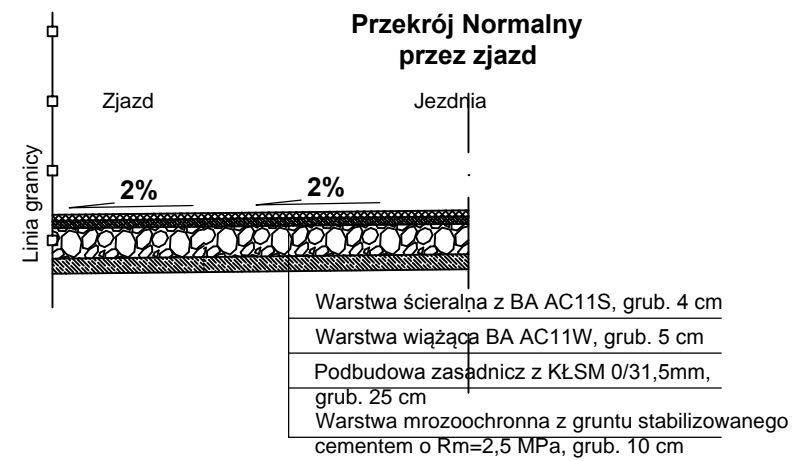 Przekrój Normalny
przez zjazd
Zjazd
Jezdnia
Linia granicy
2%
2%
Warstwa ścieralna z BA AC11S, grub. 4 cm
Warstwa wiążąca BA AC11W, grub. 5 cm
Podbudowa zasadnicz z KŁSM 0/31,5mm,
grub. 25 cm
Warstwa mrozoochronna z gruntu stabilizowanego
cementem o Rm=2,5 MPa, grub. 10 cm